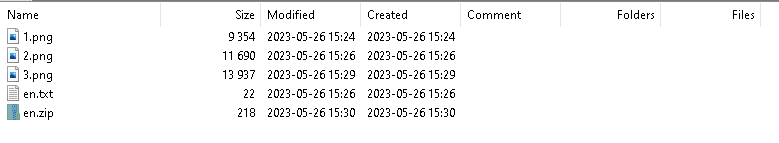 Name Size Modified Created Comment Folders Files
1.png 9 354 2023-05-26 15:24 2023-05-26 15:24
2.png 11 690 2023-05-26 15:26 2023-05-26 15:26
3.png 13 937 2023-05-26 15:29 2023-05-26 15:29
en.txt 22 2023-05-26 15:26 2023-05-26 15:26
en.zip 218 2023-05-26 15:30 2023-05-26 15:30